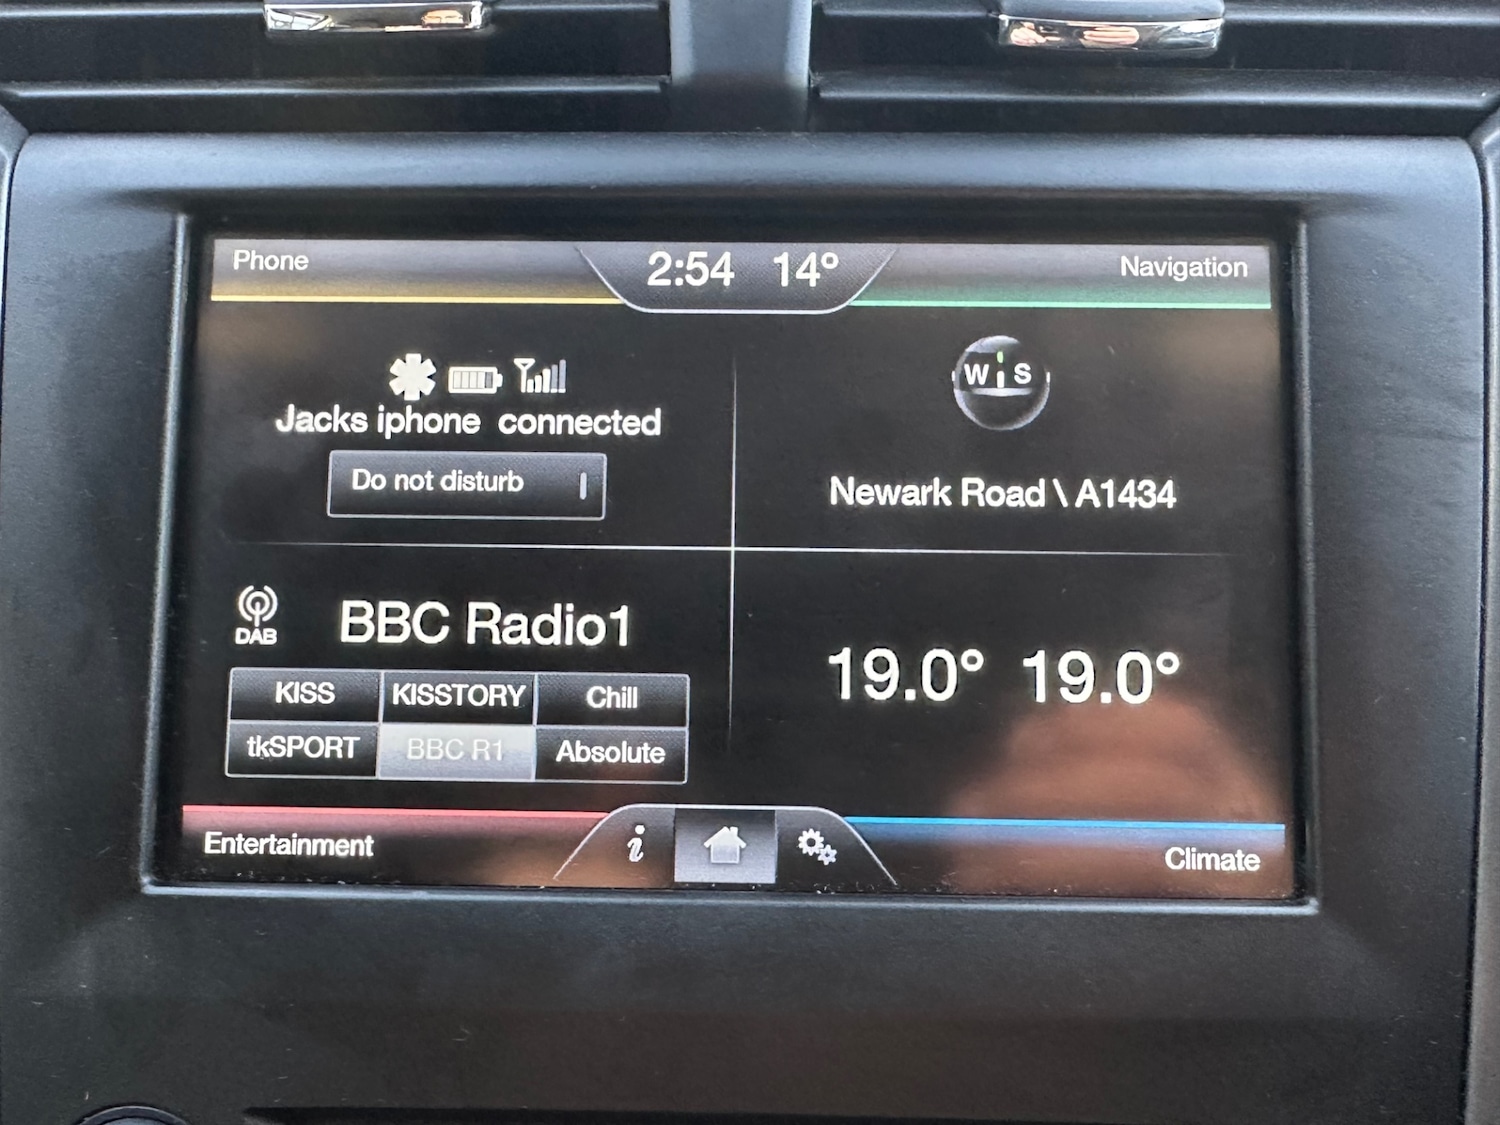 Phone
2:54 14°
Navigation
Jacks iphone connected
Do not disturb
W S
Newark Road \ A1434
DAB
BBC Radio1
KISS KISSTORY Chill
tkSPORT BBC R1 Absolute
19.0° 19.0°
Entertainment
i
Climate